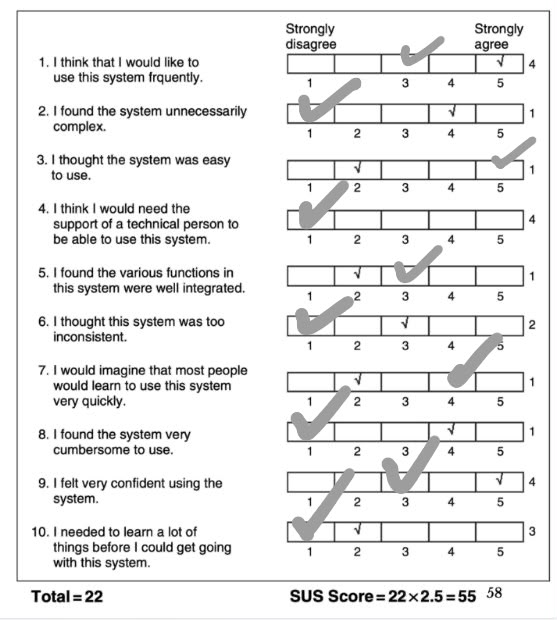 Strongly disagree
Strongly agree
1. I think that I would like to
use this system frquently.
1 3 4 5 4
2. I found the system unnecessarily
complex.
1 2 3 4 5 1
3. I thought the system was easy
to use.
1 2 3 4 5 1
4. I think I would need the
support of a technical person to
be able to use this system.
1 2 3 4 5 4
5. I found the various functions in
this system were well integrated.
1 2 3 4 5 1
6. I thought this system was too
inconsistent.
1 2 3 4 5 2
7. I would imagine that most people
would learn to use this system
very quickly.
1 2 3 4 5 1
8. I found the system very
cumbersome to use.
1 2 3 4 5 1
9. I felt very confident using the
system.
1 2 3 4 5 4
10. I needed to learn a lot of
things before I could get going
with this system.
1 2 3 4 5 3
Total = 22
SUS Score = 22 × 2.5 = 55 58